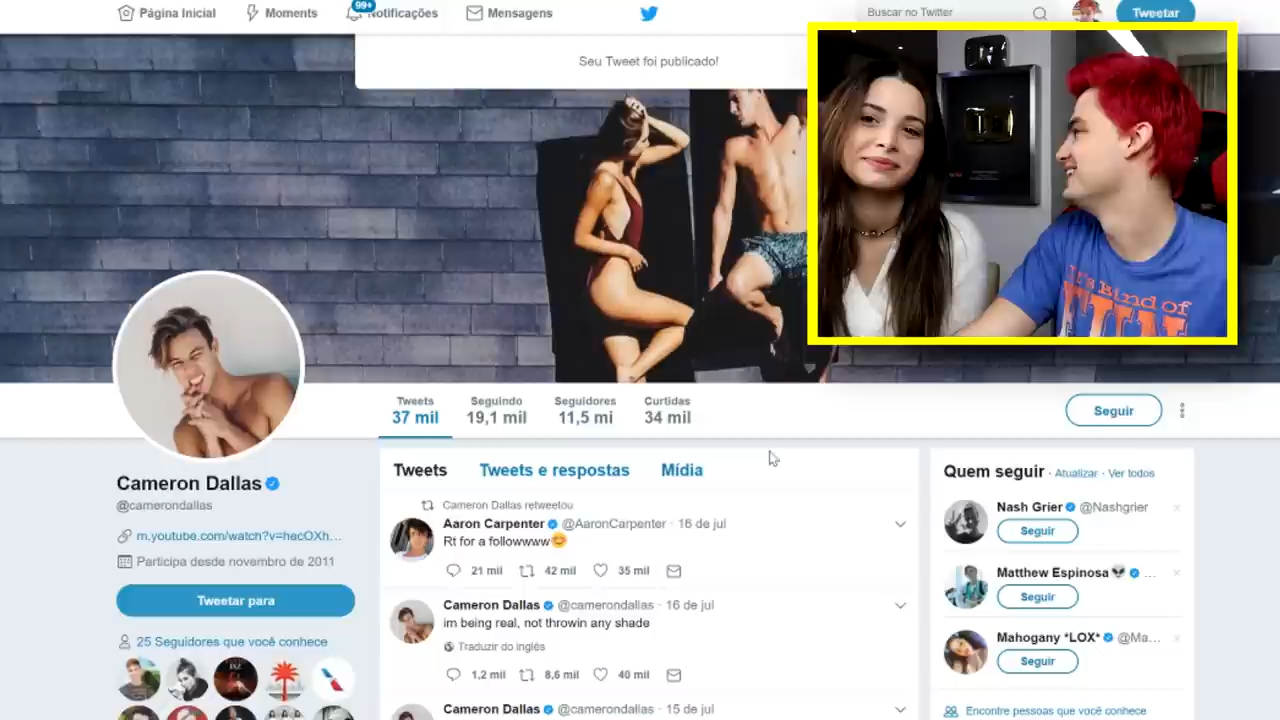 Página Inicial
Moments
99+
Notificações
Mensagens
Buscar no Twitter
Tweetar
Seu Tweet foi publicado!
It's Kind of
FUN
Tweets
37 mil
Seguindo
19,1 mil
Seguidores
11,5 mi
Curtidas
34 mil
Seguir
Cameron Dallas
@camerondallas
m.youtube.com/watch?v=hecOXh...
Participa desde novembro de 2011
Tweetar para
25 Seguidores que você conhece
Tweets
Tweets e respostas
Mídia
Cameron Dallas retweetou
Aaron Carpenter @AaronCarpenter · 16 de jul
Rt for a followwww😊
21 mil
42 mil
35 mil
Cameron Dallas @camerondallas · 16 de jul
im being real, not throwin any shade
Traduzir do inglês
1,2 mil
8,6 mil
40 mil
Cameron Dallas @camerondallas · 15 de jul
Quem seguir · Atualizar · Ver todos
Nash Grier @Nashgrier
Seguir
Matthew Espinosa👽 ...
Seguir
Mahogany *LOX* @Ma...
Seguir
Encontre pessoas que você conhece